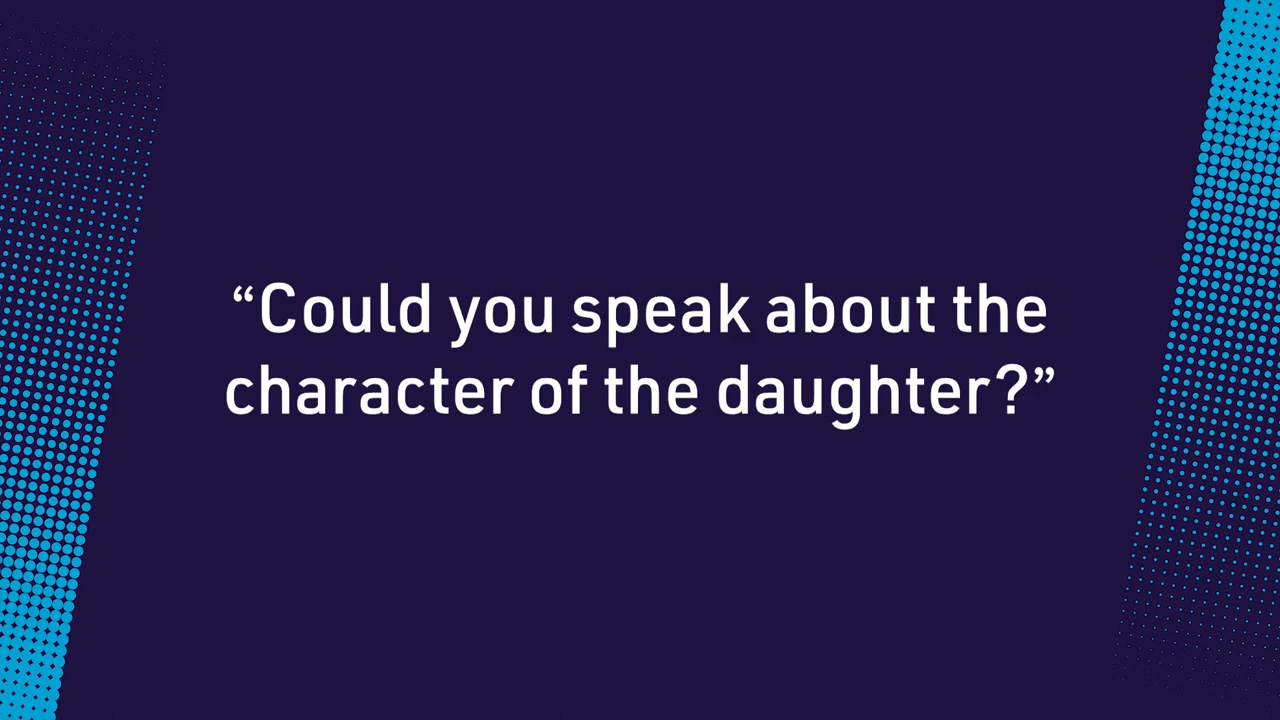 “Could you speak about the
character of the daughter?”